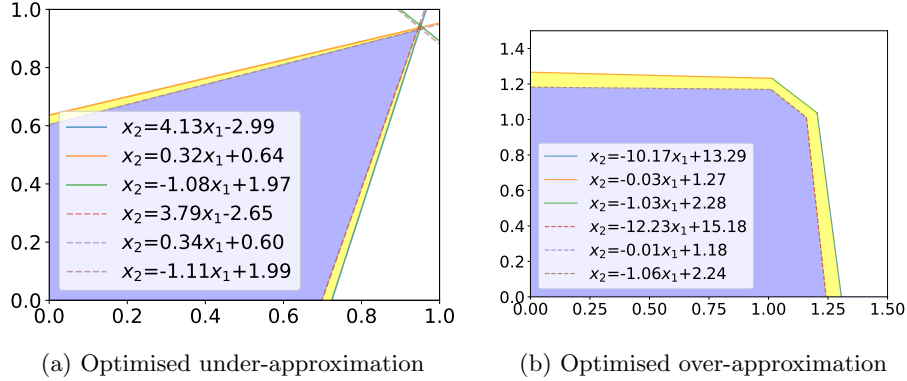 1.0
0.8
0.6
0.4
0.2
0.0
x₂=4.13x₁-2.99
x₂=0.32x₁+0.64
x₂=-1.08x₁+1.97
x₂=3.79x₁-2.65
x₂=0.34x₁+0.60
x₂=-1.11x₁+1.99
0.0 0.2 0.4 0.6 0.8 1.0
(a) Optimised under-approximation
1.4
1.2
1.0
0.8
0.6
0.4
0.2
0.0
x₂=-10.17x₁+13.29
x₂=-0.03x₁+1.27
x₂=-1.03x₁+2.28
x₂=-12.23x₁+15.18
x₂=-0.01x₁+1.18
x₂=-1.06x₁+2.24
0.00 0.25 0.50 0.75 1.00 1.25 1.50
(b) Optimised over-approximation